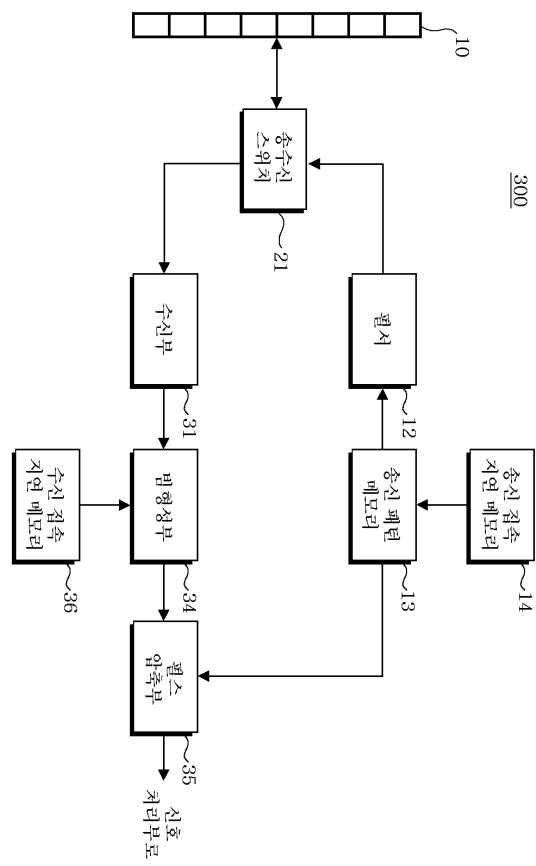 300
10
송수신
스위치
21
펄서
12
송신 패턴
메모리
13
송신 집속
지연 메모리
14
수신부
31
빔형성부
34
수신 집속
지연 메모리
36
펄스
압축부
35
신호
처리부로